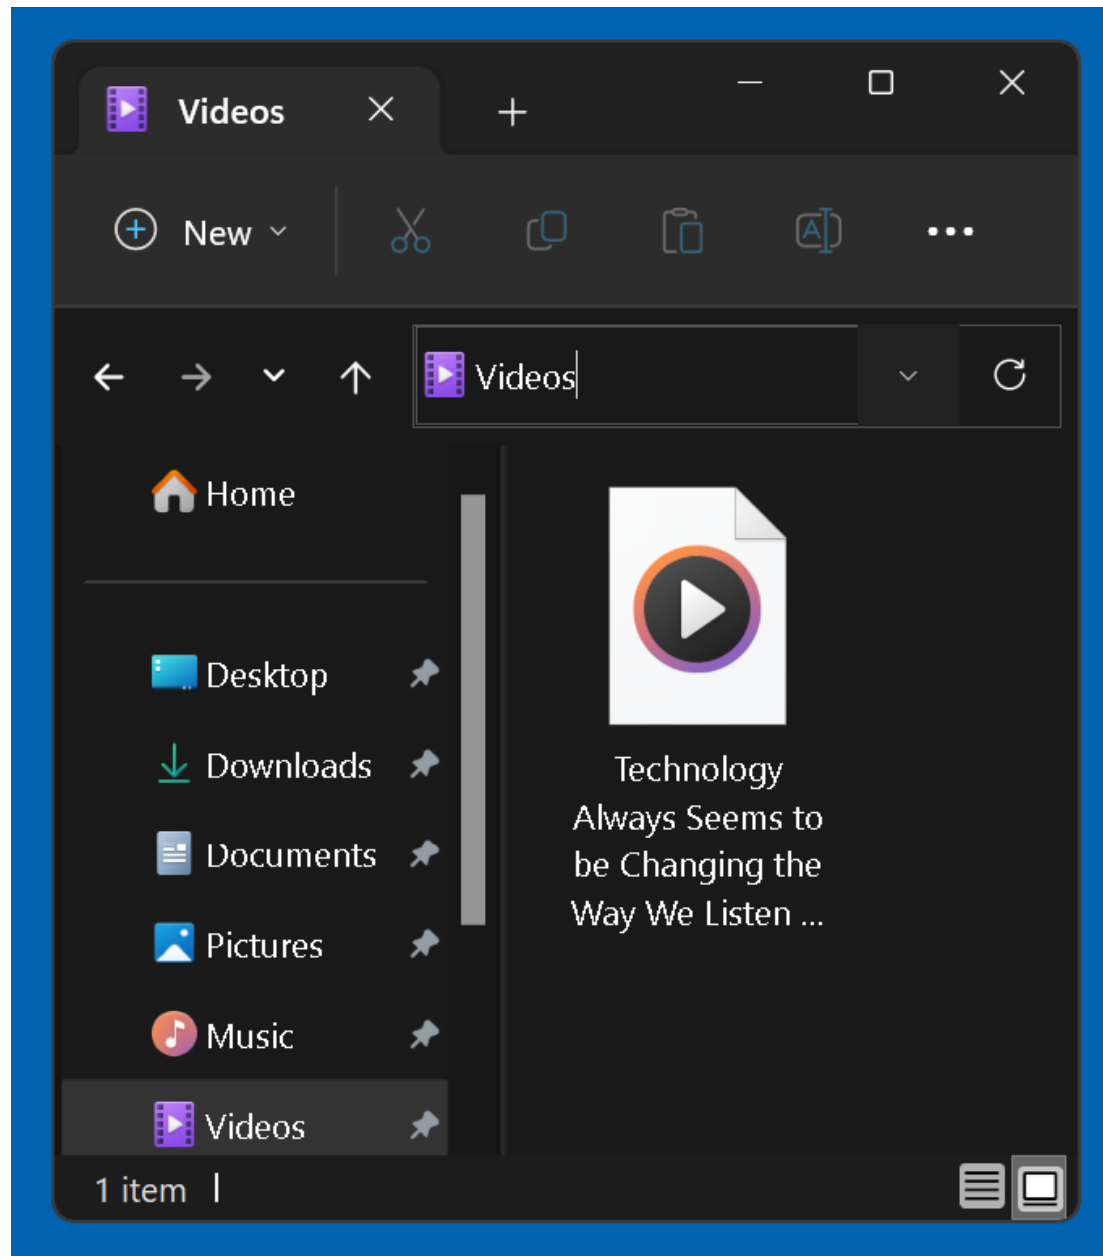 Videos
New
Videos
Home
Desktop
Downloads
Documents
Pictures
Music
Videos
Technology
Always Seems to
be Changing the
Way We Listen ...
1 item